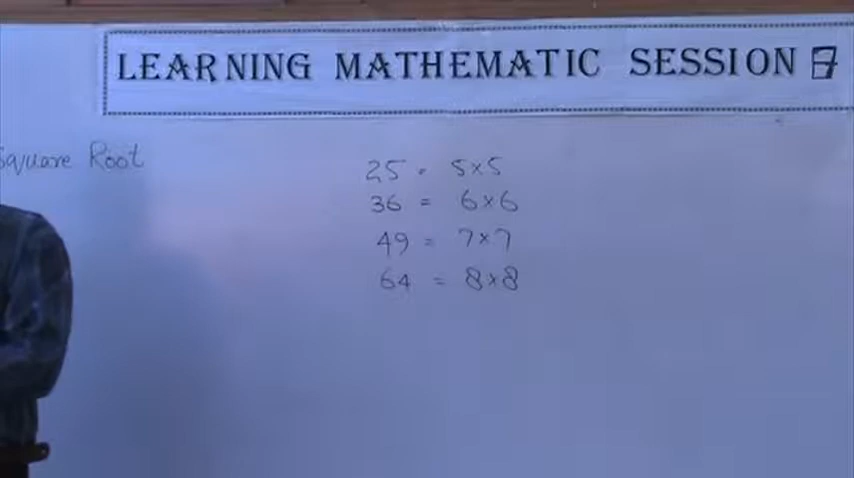 LEARNING MATHEMATIC SESSION 7
Square Root
25 = 5×5
36 = 6×6
49 = 7×7
64 = 8×8